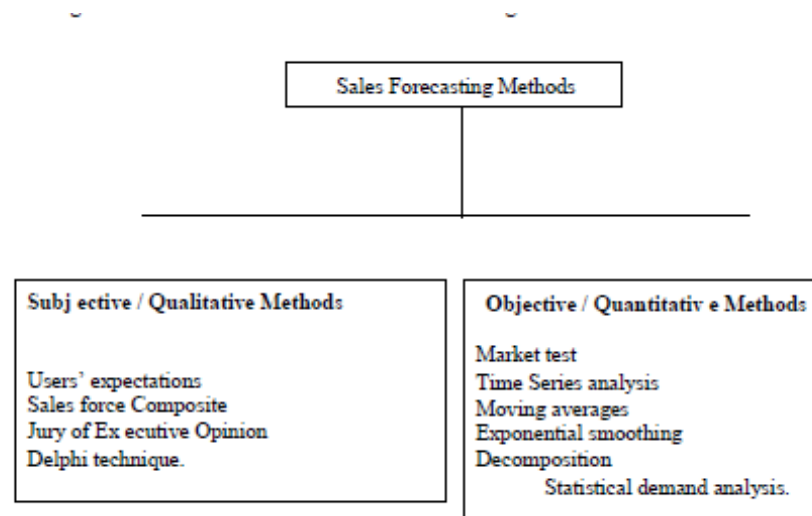 Sales Forecasting Methods
Subj ective / Qualitative Methods
Users’ expectations
Sales force Composite
Jury of Ex ecutive Opinion
Delphi technique.
Objective / Quantitativ e Methods
Market test
Time Series analysis
Moving averages
Exponential smoothing
Decomposition
Statistical demand analysis.